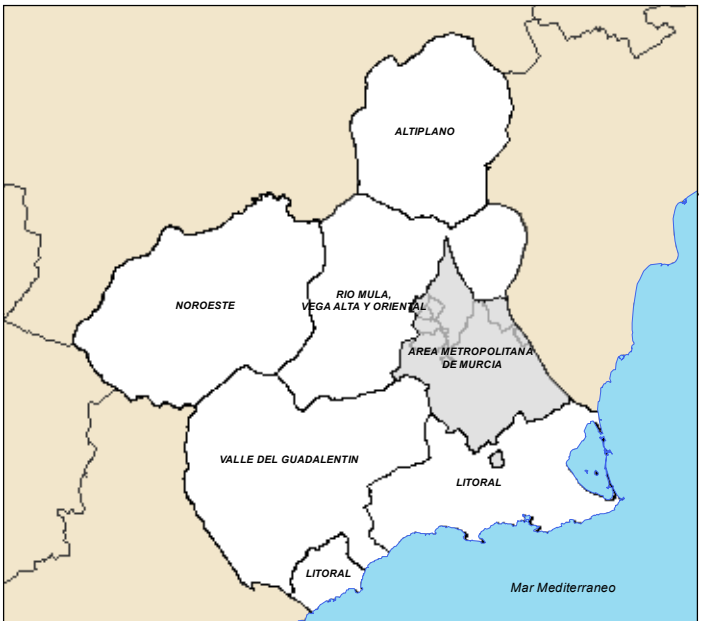 ALTIPLANO
NOROESTE
RIO MULA,
VEGA ALTA Y ORIENTAL
AREA METROPOLITANA
DE MURCIA
VALLE DEL GUADALENTIN
LITORAL
LITORAL
Mar Mediterraneo